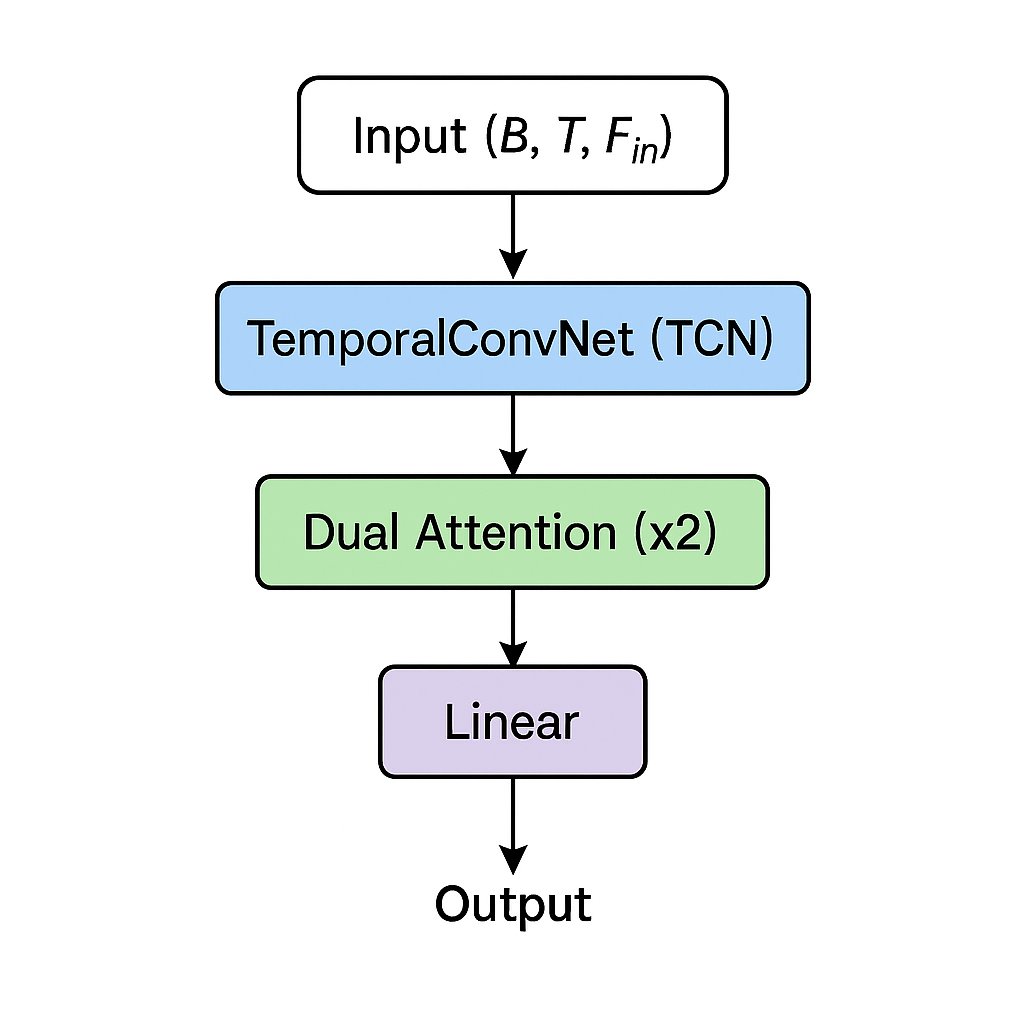 Input (B, T, F_in)
TemporalConvNet (TCN)
Dual Attention (x2)
Linear
Output